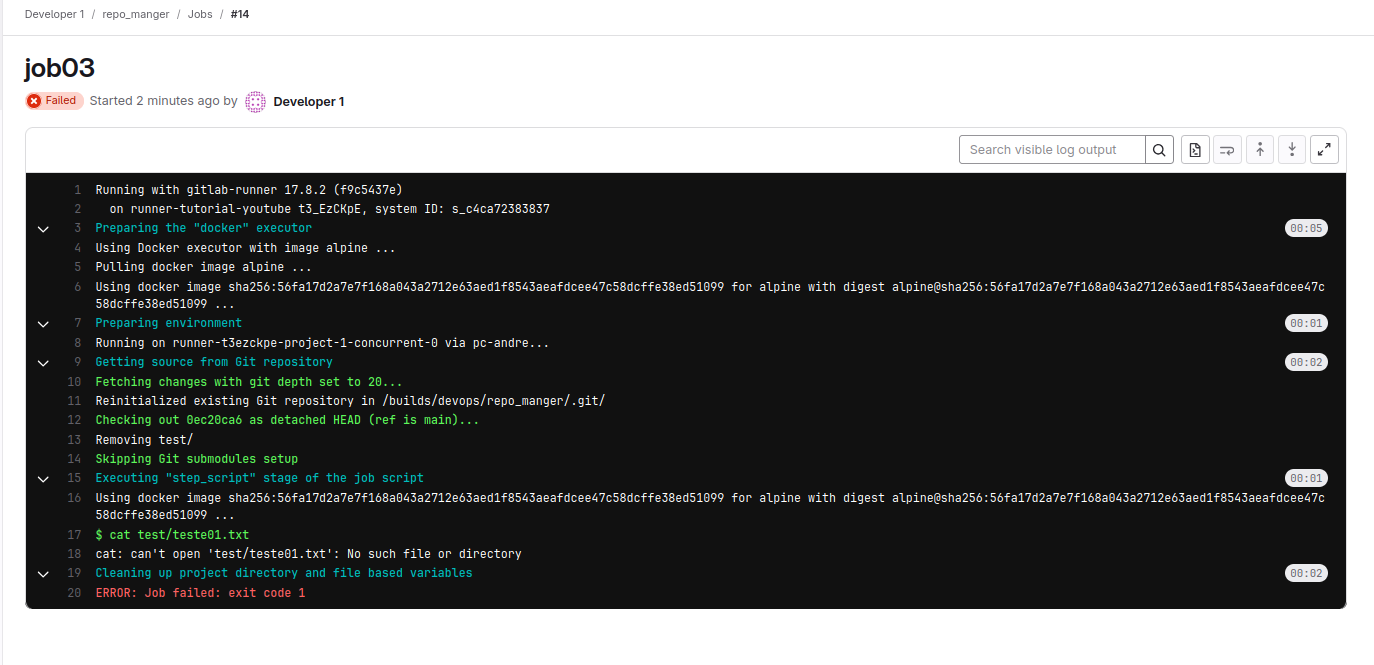 Developer 1 / repo_manger / Jobs / #14
job03
Failed Started 2 minutes ago by Developer 1
Search visible log output
1 Running with gitlab-runner 17.8.2 (f9c5437e)
2 on runner-tutorial-youtube t3_EzCKpE, system ID: s_c4ca72383837
3 Preparing the "docker" executor 00:05
4 Using Docker executor with image alpine ...
5 Pulling docker image alpine ...
6 Using docker image sha256:56fa17d2a7e7f168a043a2712e63aed1f8543aeafdcee47c58dcffe38ed51099 for alpine with digest alpine@sha256:56fa17d2a7e7f168a043a2712e63aed1f8543aeafdcee47c
58dcffe38ed51099 ...
7 Preparing environment 00:01
8 Running on runner-t3ezckpe-project-1-concurrent-0 via pc-andre...
9 Getting source from Git repository 00:02
10 Fetching changes with git depth set to 20...
11 Reinitialized existing Git repository in /builds/devops/repo_manger/.git/
12 Checking out 0ec20ca6 as detached HEAD (ref is main)...
13 Removing test/
14 Skipping Git submodules setup
15 Executing "step_script" stage of the job script 00:01
16 Using docker image sha256:56fa17d2a7e7f168a043a2712e63aed1f8543aeafdcee47c58dcffe38ed51099 for alpine with digest alpine@sha256:56fa17d2a7e7f168a043a2712e63aed1f8543aeafdcee47c
58dcffe38ed51099 ...
17 $ cat test/teste01.txt
18 cat: can't open 'test/teste01.txt': No such file or directory
19 Cleaning up project directory and file based variables 00:02
20 ERROR: Job failed: exit code 1